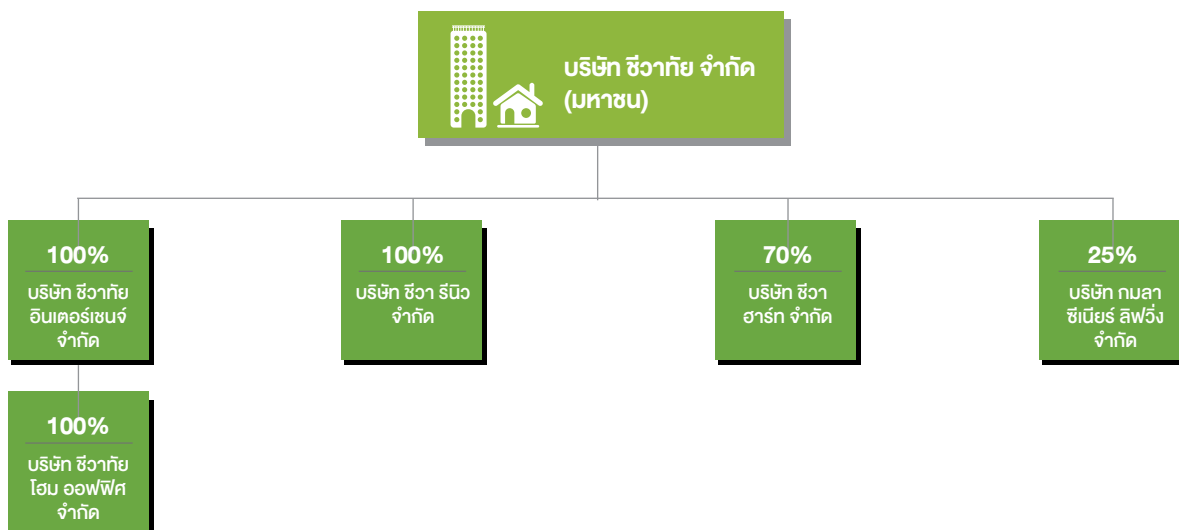 บริษัท ชีวาทัย จำกัด
(มหาชน)
100%
บริษัท ชีวาทัย
อินเตอร์เชนจ์
จำกัด
100%
บริษัท ชีวา รีนิว
จำกัด
70%
บริษัท ชีวา
ฮาร์ท จำกัด
25%
บริษัท กมลา
ซีเนียร์ ลิฟวิ่ง
จำกัด
100%
บริษัท ชีวาทัย
โฮม ออฟฟิศ
จำกัด